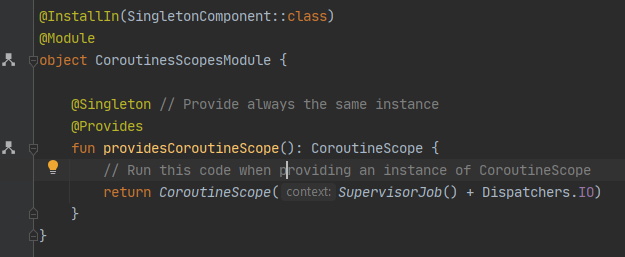 @InstallIn(SingletonComponent::class)
@Module
object CoroutinesScopesModule {
@Singleton // Provide always the same instance
@Provides
fun providesCoroutineScope(): CoroutineScope {
// Run this code when providing an instance of CoroutineScope
return CoroutineScope( context: SupervisorJob() + Dispatchers.IO)
}
}